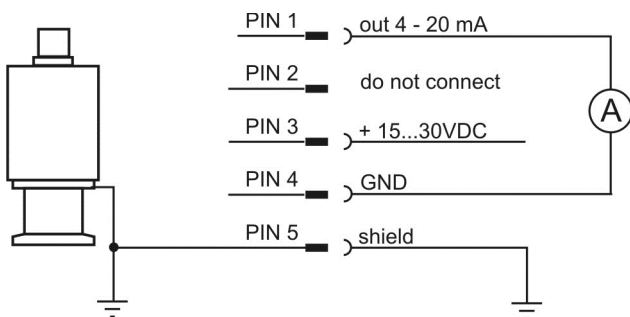 PIN 1 out 4 - 20 mA
PIN 2 do not connect
A
PIN 3 + 15...30VDC
PIN 4 GND
PIN 5 shield